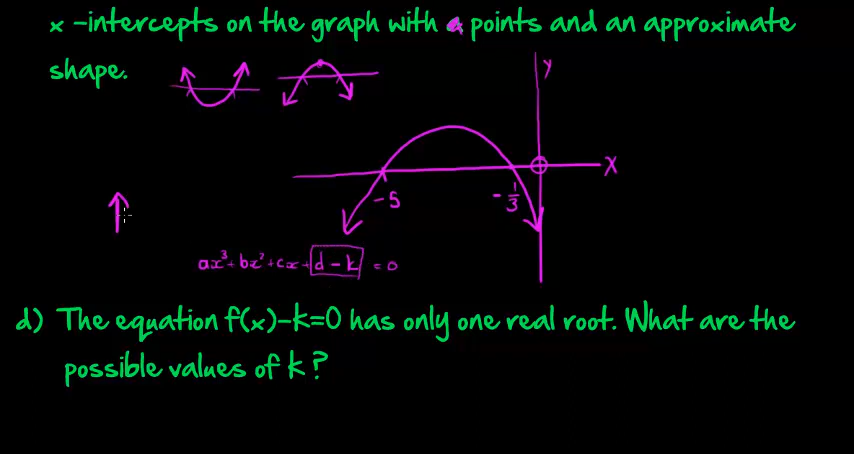 x-intercepts on the graph with points and an approximate
shape.
y
x
-5
-1/3
ax³+bx²+cx+d-k=0
d) The equation f(x)-k=0 has only one real root. What are the
possible values of k?